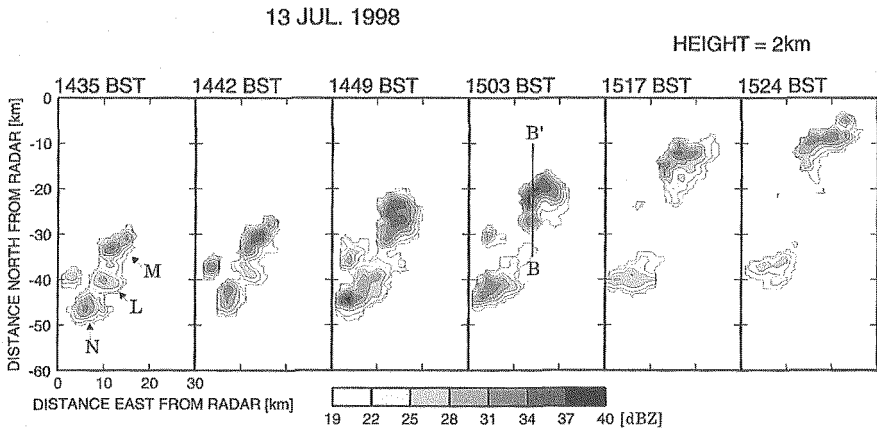 13 JUL. 1998
HEIGHT = 2km
1435 BST 1442 BST 1449 BST 1503 BST 1517 BST 1524 BST
DISTANCE NORTH FROM RADAR [km]
0
-10
-20
-30
-40
-50
-60
B'
B
M
L
N
0 10 20 30
DISTANCE EAST FROM RADAR [km]
19 22 25 28 31 34 37 40 [dBZ]